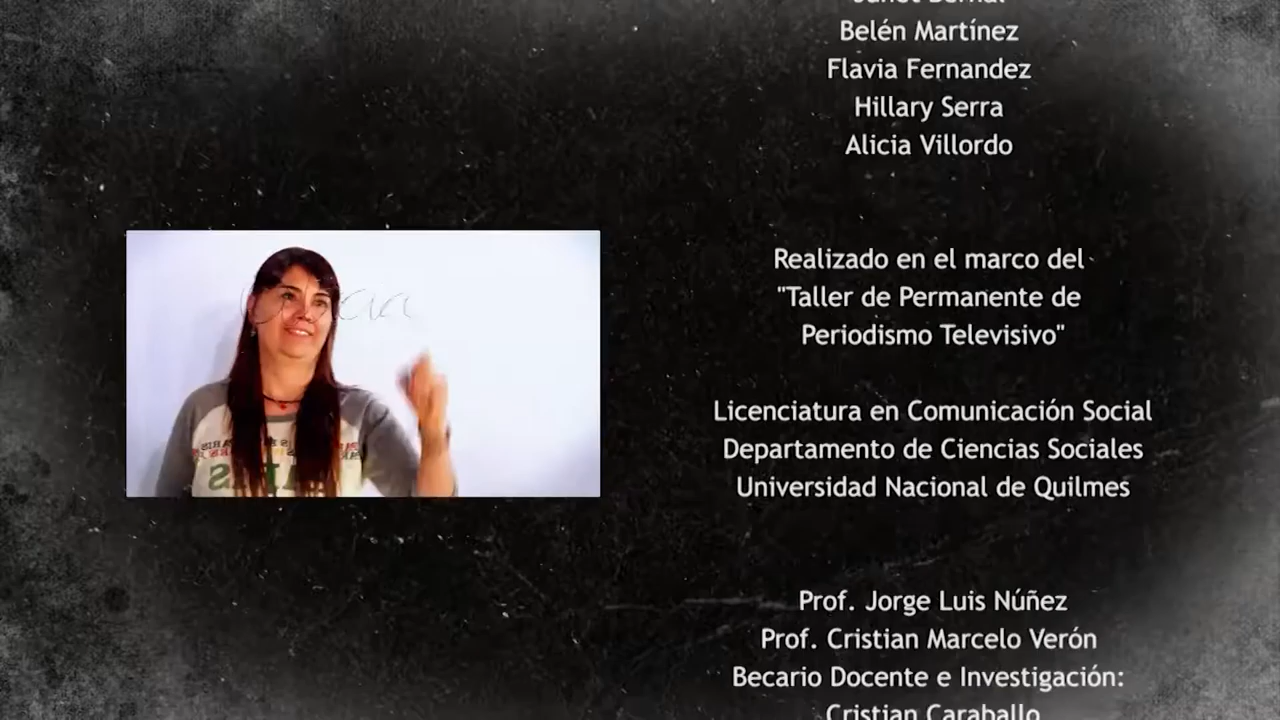 Belén Martínez
Flavia Fernandez
Hillary Serra
Alicia Villordo
Realizado en el marco del
"Taller de Permanente de
Periodismo Televisivo"
Licenciatura en Comunicación Social
Departamento de Ciencias Sociales
Universidad Nacional de Quilmes
Prof. Jorge Luis Núñez
Prof. Cristian Marcelo Verón
Becario Docente e Investigación:
Cristian Caraballo